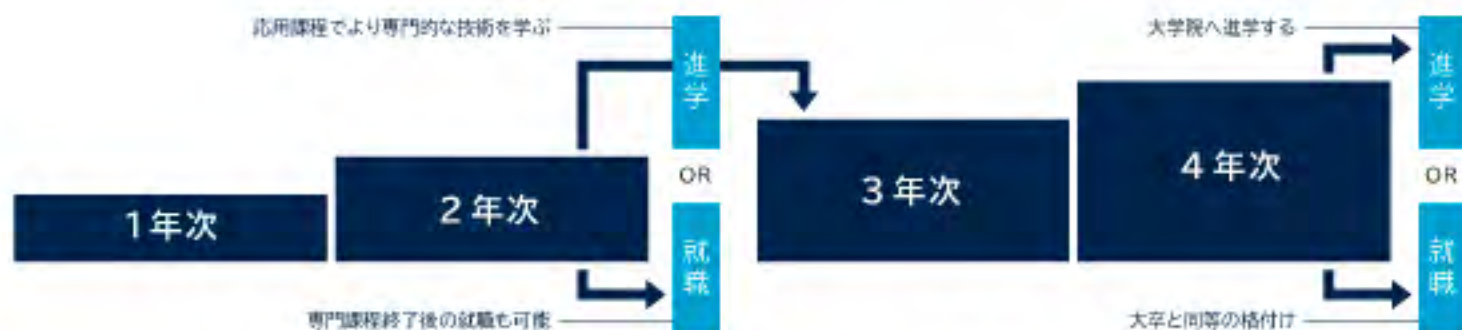 応用課程でより専門的な技術を学ぶ
進学
大学院へ進学する
進学
1年次
2年次
OR
3年次
4年次
OR
就職
専門課程終了後の就職も可能
就職
大卒と同等の格付け